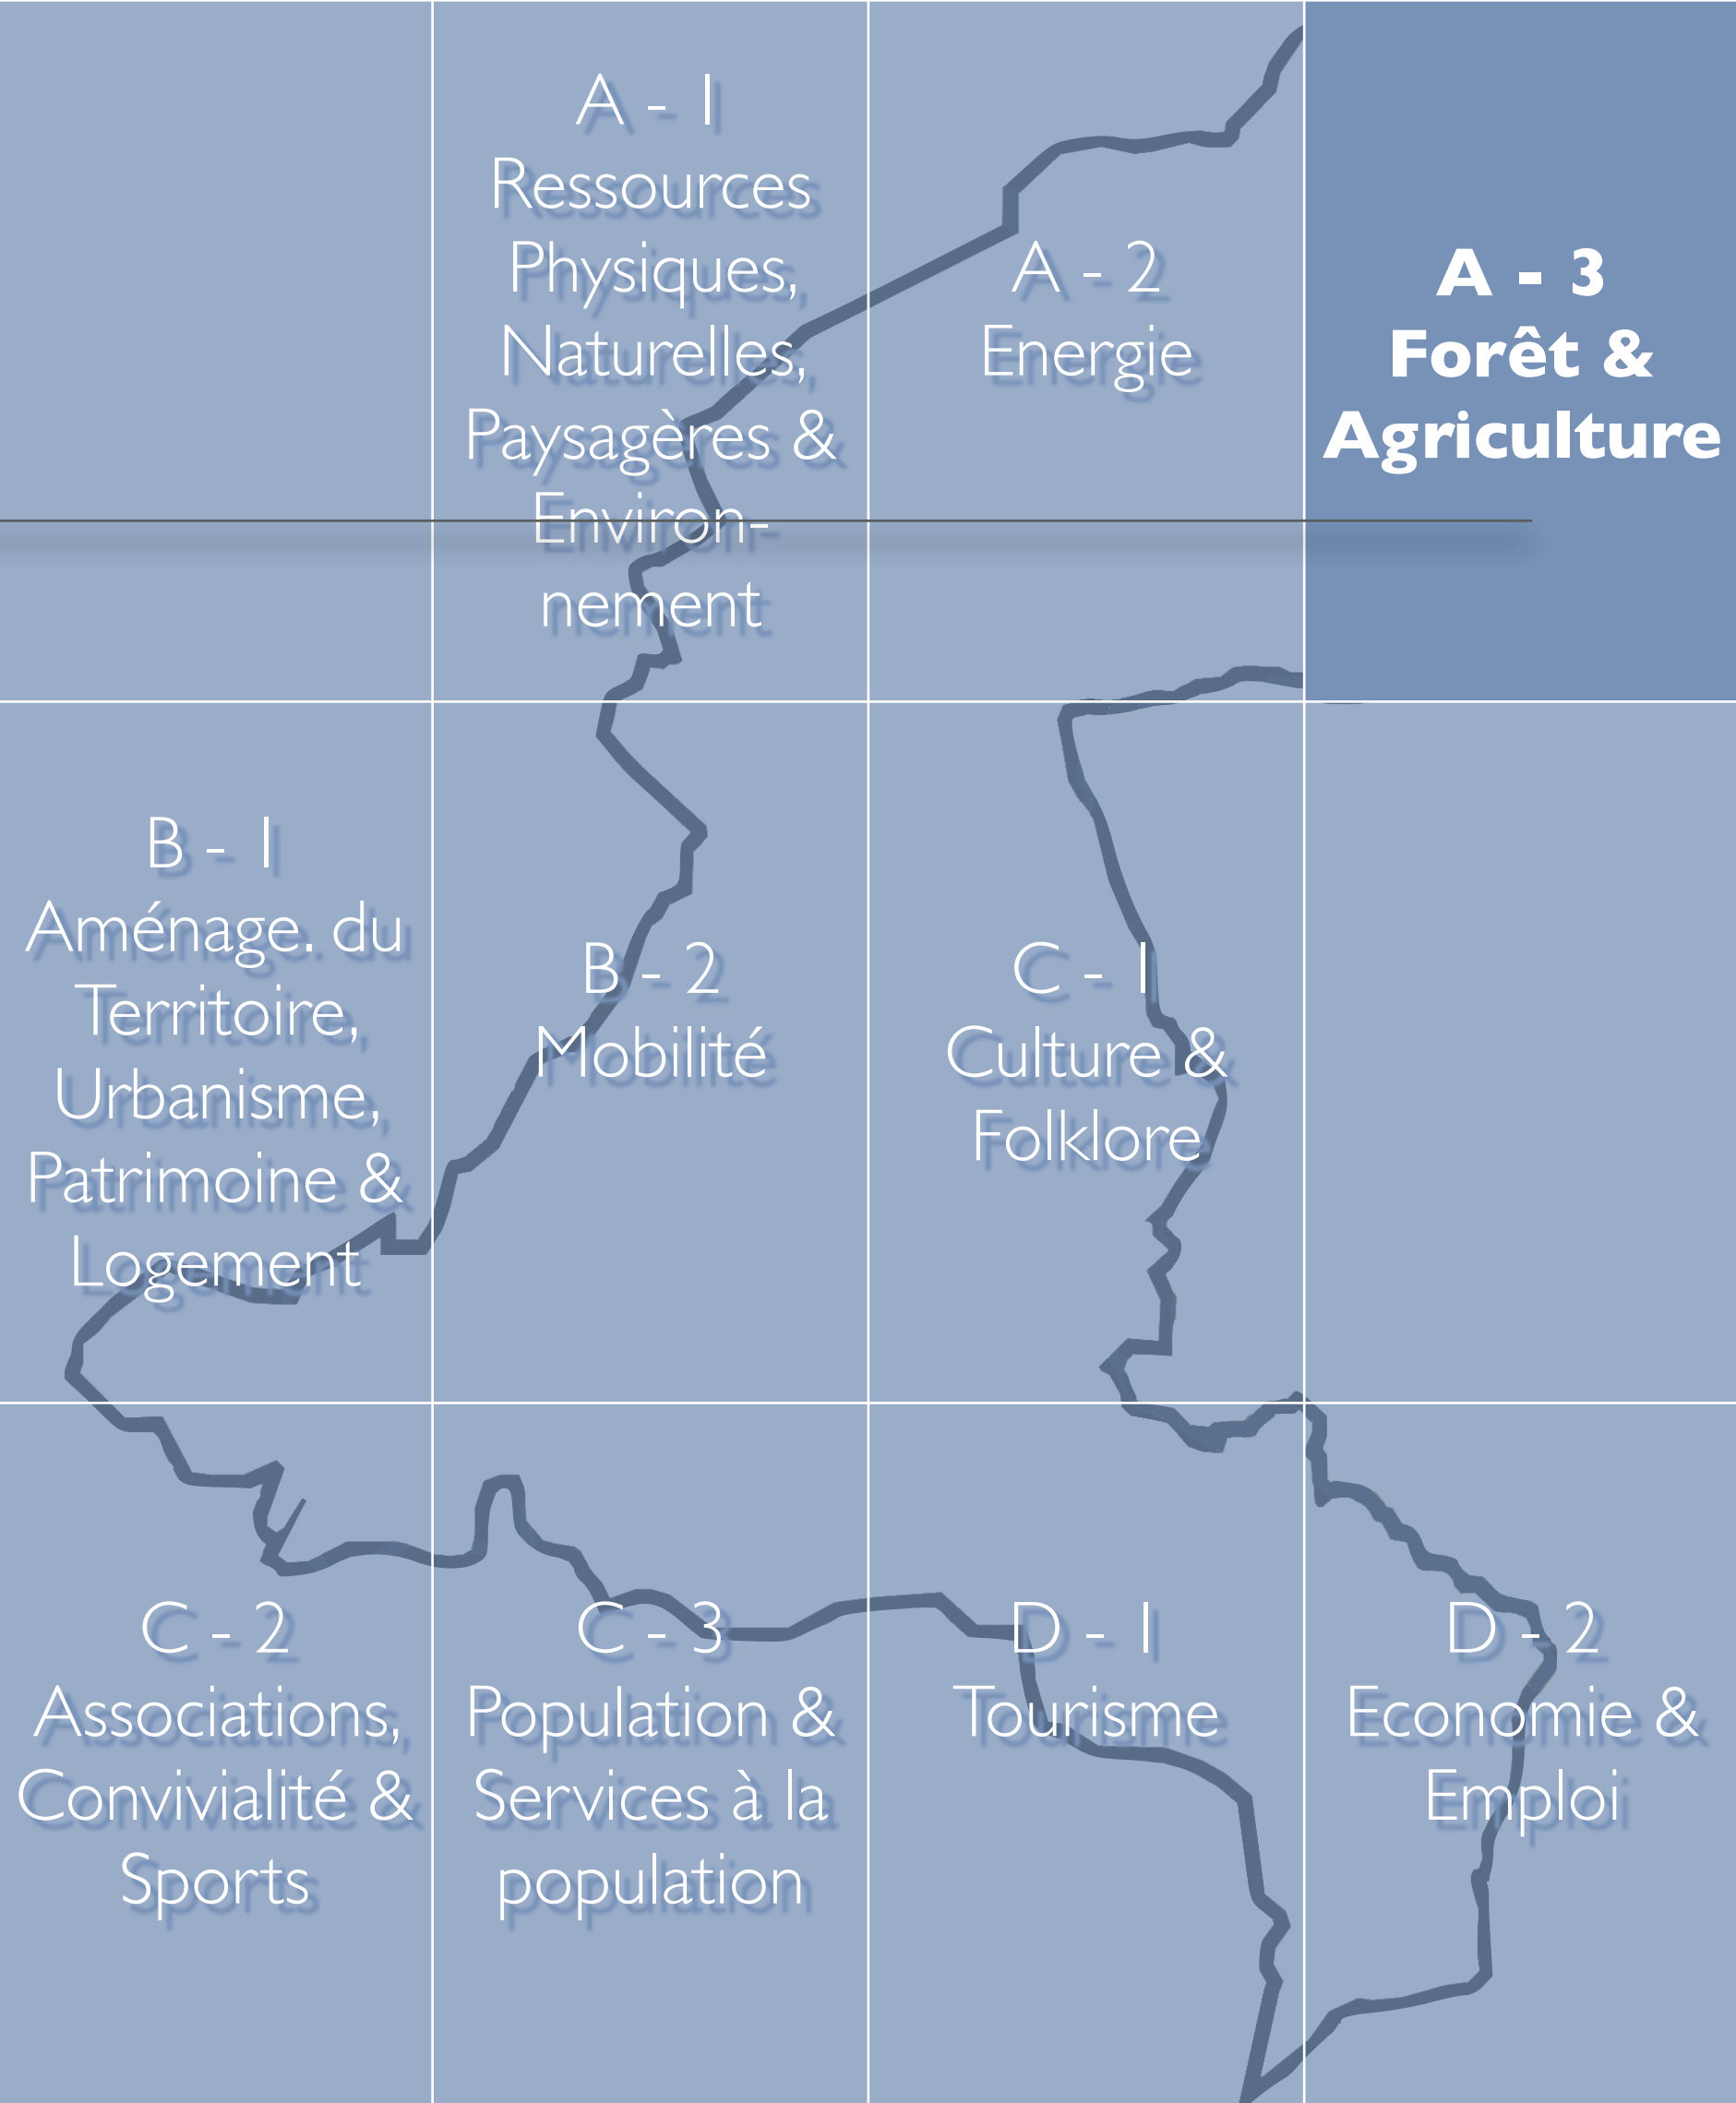 A - 1
Ressources
Physiques,
Naturelles,
Paysagères &
Environ-
nement
A - 2
Energie
A - 3
Forêt &
Agriculture
B - 1
Aménage. du
Territoire,
Urbanisme,
Patrimoine &
Logement
B - 2
Mobilité
C - 1
Culture &
Folklore
C - 2
Associations,
Convivialité &
Sports
C - 3
Population &
Services à la
population
D - 1
Tourisme
D - 2
Economie &
Emploi